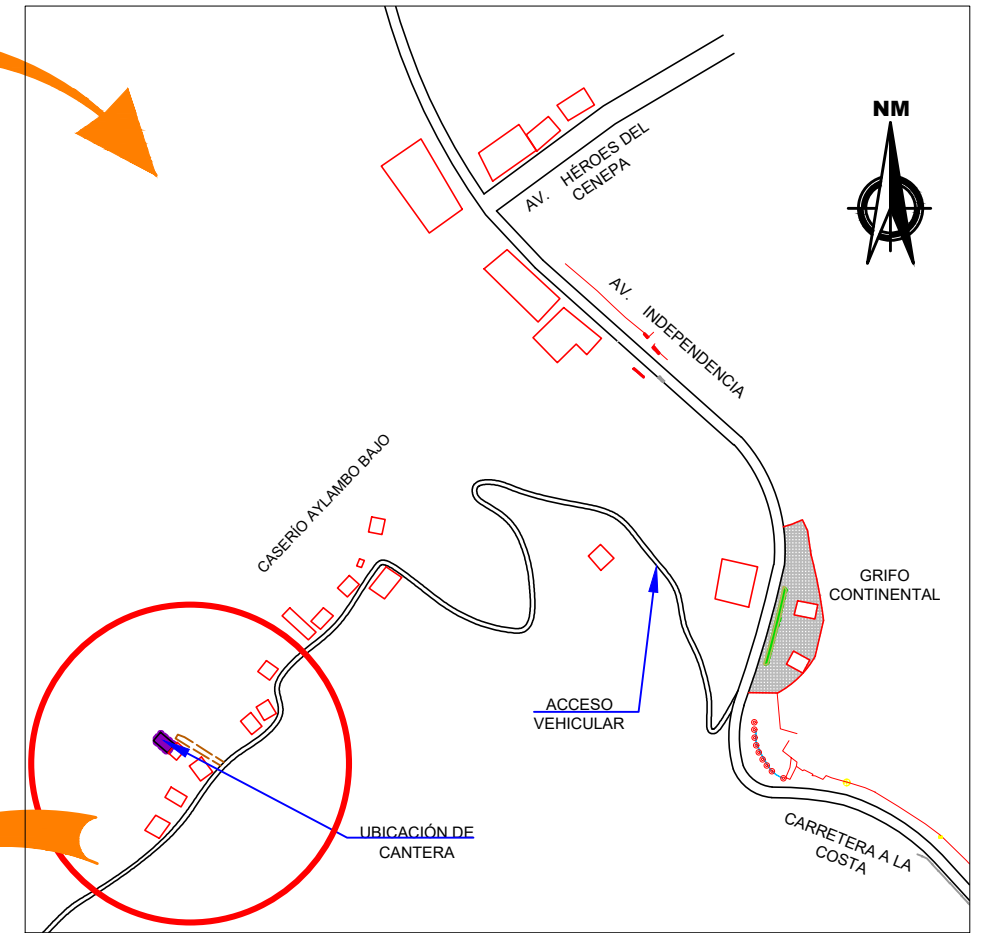 NM
AV. HÉROES DEL
CENEPA
AV. INDEPENDENCIA
CASERÍO AYLAMBO BAJO
GRIFO
CONTINENTAL
ACCESO
VEHICULAR
UBICACIÓN DE
CANTERA
CARRETERA A LA
COSTA